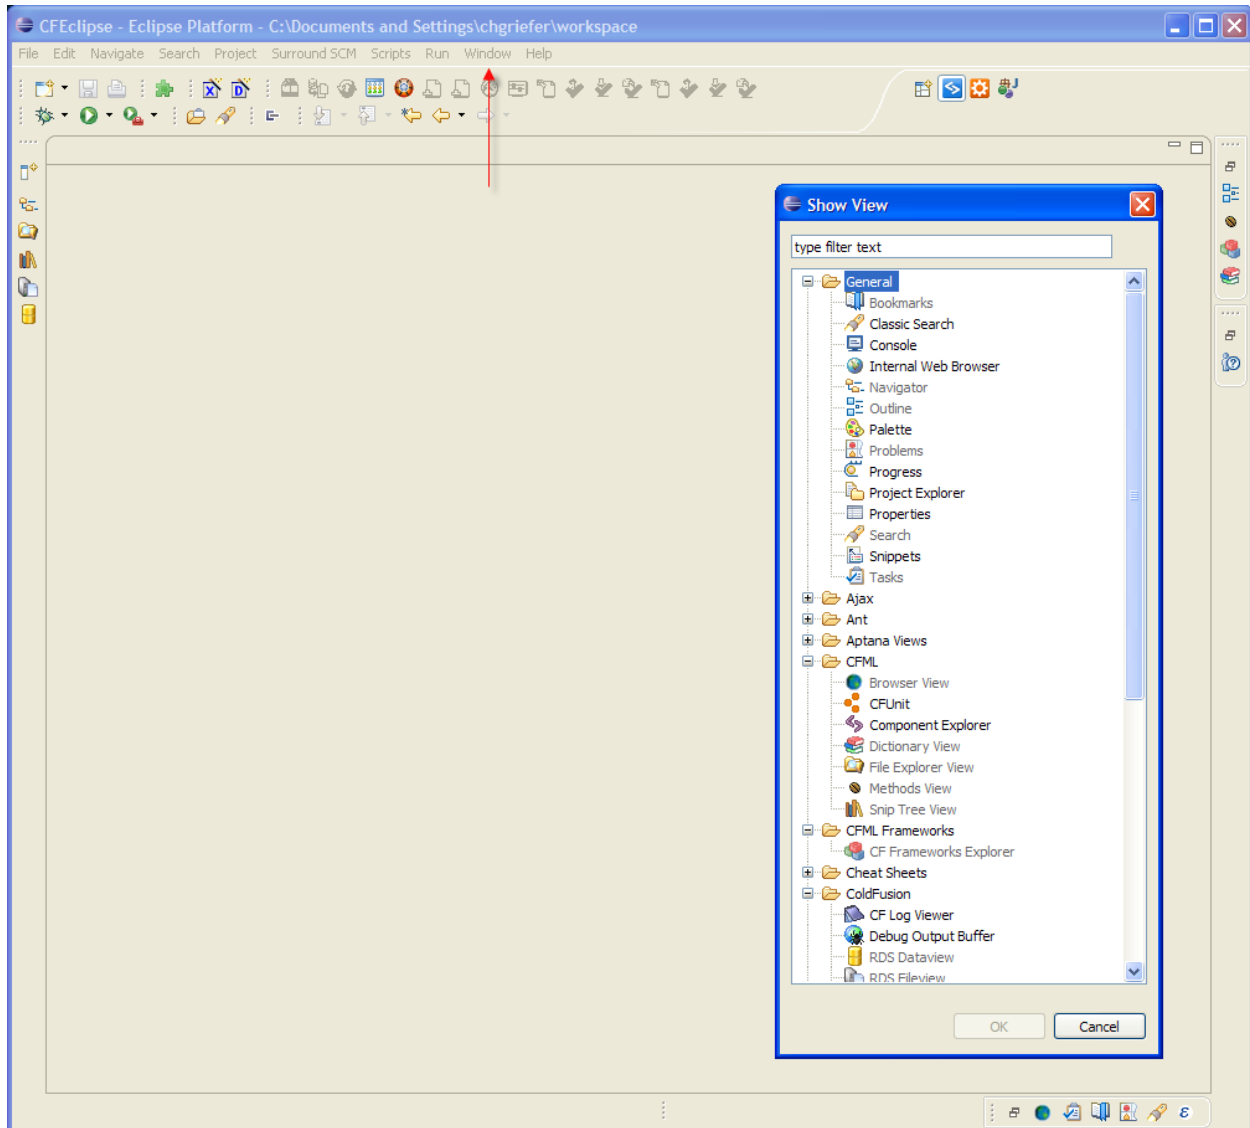 CFEclipse - Eclipse Platform - C:\Documents and Settings\chgriefer\workspace
File Edit Navigate Search Project Surround SCM Scripts Run Window Help
Show View
type filter text
General
Bookmarks
Classic Search
Console
Internal Web Browser
Navigator
Outline
Palette
Problems
Progress
Project Explorer
Properties
Search
Snippets
Tasks
Ajax
Ant
Aptana Views
CFML
Browser View
CFUnit
Component Explorer
Dictionary View
File Explorer View
Methods View
Snip Tree View
CFML Frameworks
CF Frameworks Explorer
Cheat Sheets
ColdFusion
CF Log Viewer
Debug Output Buffer
RDS Dataview
RDS Fileview
OK Cancel